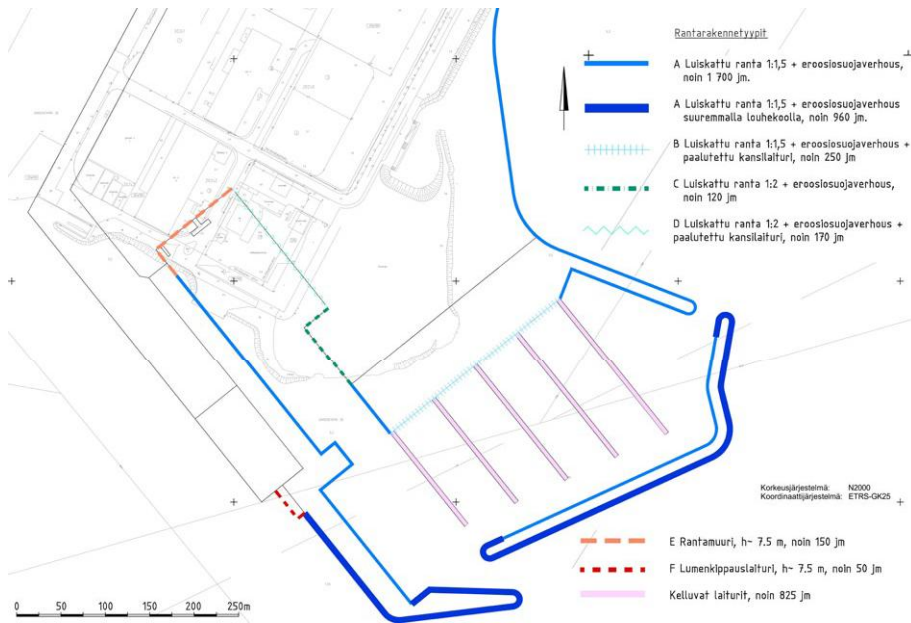 Rantarakennetyypit
A Luiskattu ranta 1:1,5 + eroosiosuojaverhous,
noin 1 700 jm.
A Luiskattu ranta 1:1,5 + eroosiosuojaverhous
suuremmalla louhekoolla, noin 960 jm.
B Luiskattu ranta 1:1,5 + eroosiosuojaverhous +
paalutettu kansilaituri, noin 250 jm
C Luiskattu ranta 1:2 + eroosiosuojaverhous,
noin 120 jm
D Luiskattu ranta 1:2 + eroosiosuojaverhous +
paalutettu kansilaituri, noin 170 jm
Korkeusjärjestelmä: N2000
Koordinaattijärjestelmä: ETRS-GK25
E Rantamuuri, h~ 7.5 m, noin 150 jm
F Lumenkippauslaituri, h~ 7.5 m, noin 50 jm
Kelluvat laiturit, noin 825 jm
0 50 100 150 200 250m